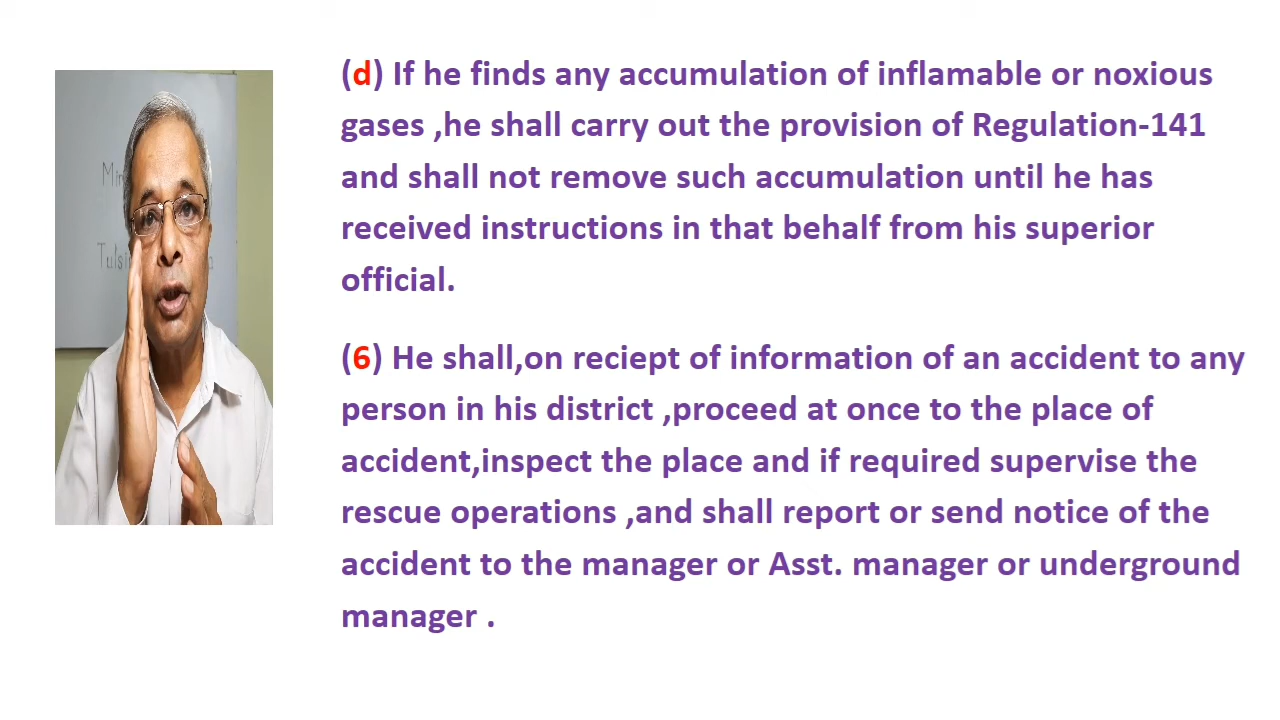 (d) If he finds any accumulation of inflamable or noxious
gases ,he shall carry out the provision of Regulation-141
and shall not remove such accumulation until he has
received instructions in that behalf from his superior
official.
(6) He shall,on reciept of information of an accident to any
person in his district ,proceed at once to the place of
accident,inspect the place and if required supervise the
rescue operations ,and shall report or send notice of the
accident to the manager or Asst. manager or underground
manager .